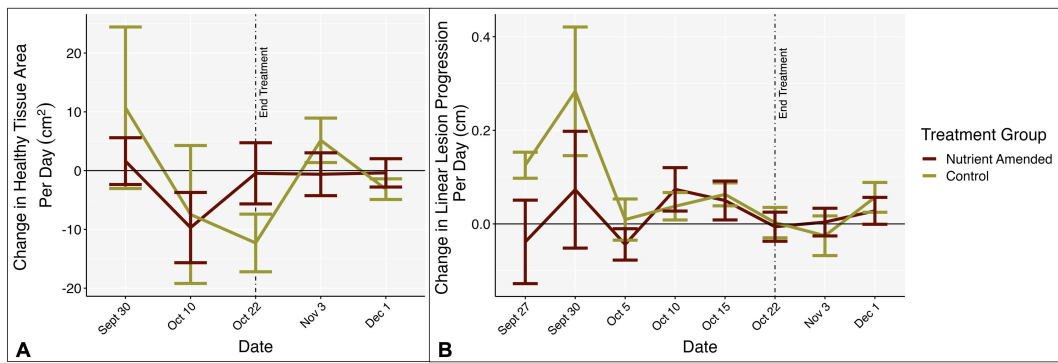 Change in Healthy Tissue Area
Per Day (cm²)
20
10
0
-10
-20
End Treatment
Sept 30
Oct 10
Oct 22
Nov 3
Dec 1
Date
A
Change in Linear Lesion Progression
Per Day (cm)
0.4
0.2
0.0
End Treatment
Sept 27
Sept 30
Oct 5
Oct 10
Oct 15
Oct 22
Nov 3
Dec 1
Date
B
Treatment Group
Nutrient Amended
Control